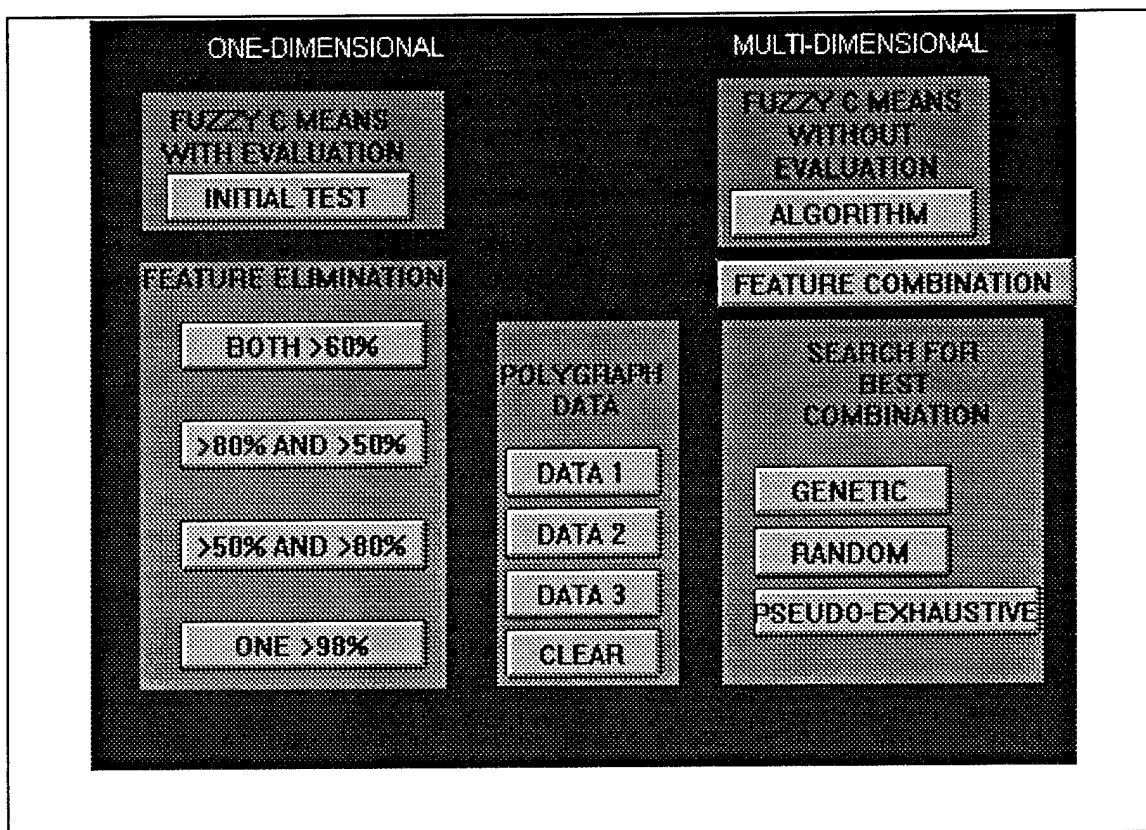 ONE-DIMENSIONAL
FUZZY C MEANS
WITH EVALUATION
INITIAL TEST
FEATURE ELIMINATION
BOTH >60%
>80% AND >50%
>50% AND >80%
ONE >98%
POLYGRAPH
DATA
DATA 1
DATA 2
DATA 3
CLEAR
MULTI-DIMENSIONAL
FUZZY C MEANS
WITHOUT
EVALUATION
ALGORITHM
FEATURE COMBINATION
SEARCH FOR
BEST
COMBINATION
GENETIC
RANDOM
PSEUDO-EXHAUSTIVE